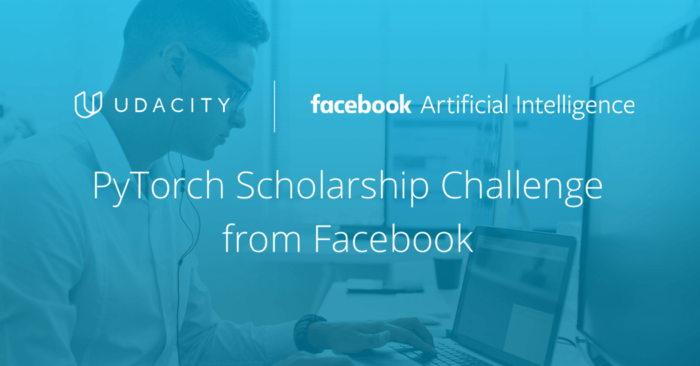 UDACITY
facebook Artificial Intelligence
PyTorch Scholarship Challenge
from Facebook